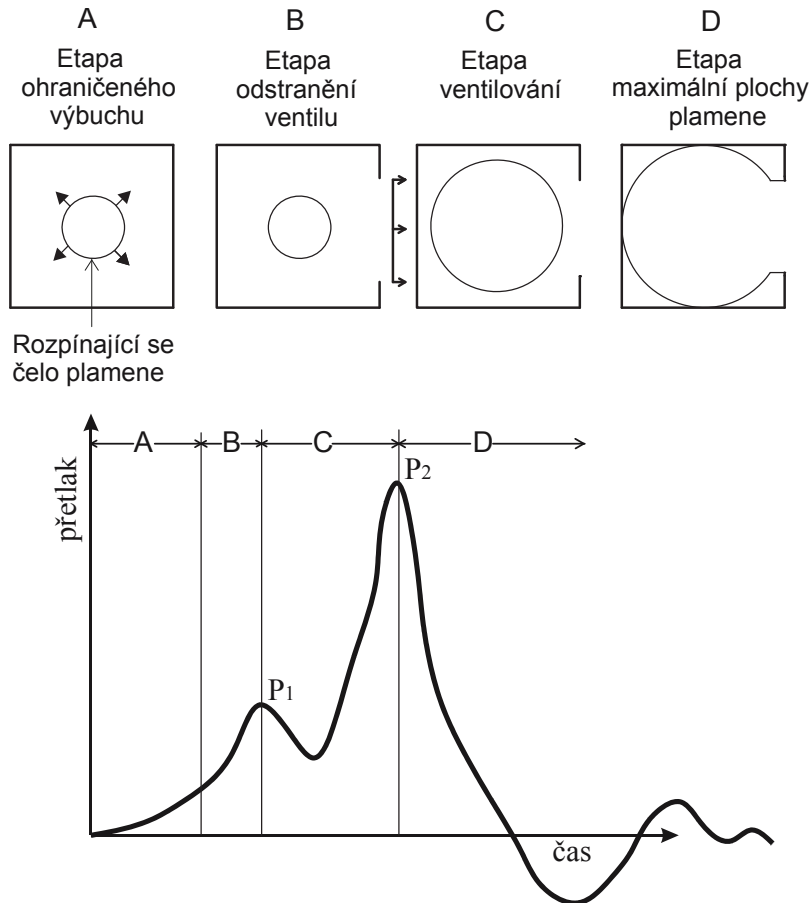 A
Etapa
ohraničeného
výbuchu
B
Etapa
odstranění
ventilu
C
Etapa
ventilování
D
Etapa
maximální plochy
plamene
Rozpínající se
čelo plamene
A
B
C
D
přetlak
P1
P2
čas